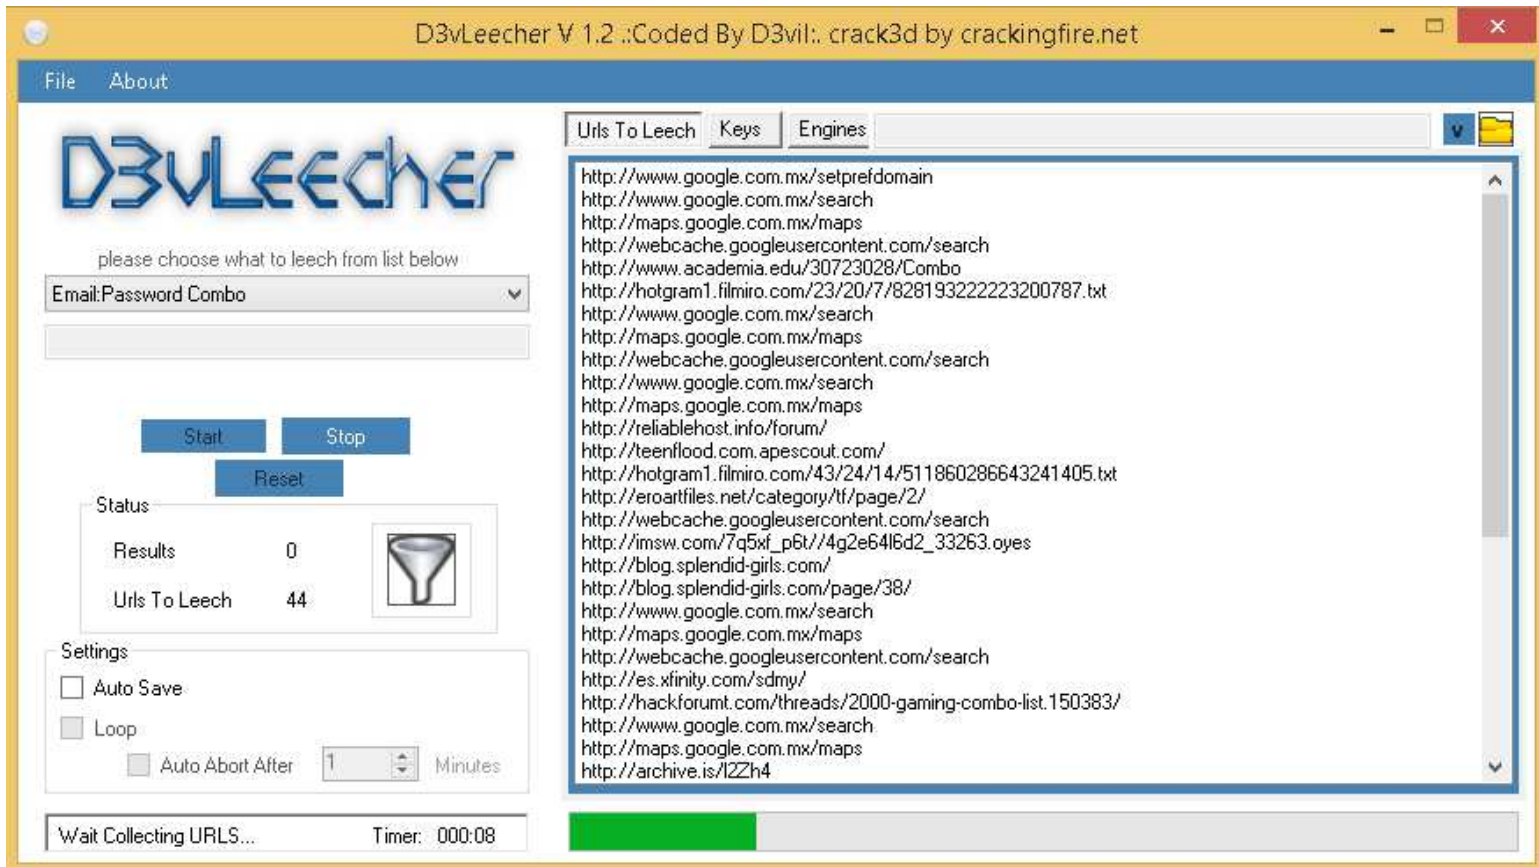 D3vLeecher V 1.2 .:Coded By D3vil:. crack3d by crackingfire.net
File About
D3vLeecher
please choose what to leech from list below
Email:Password Combo
Start
Stop
Reset
Status
Results 0
Urls To Leech 44
Settings
Auto Save
Loop
Auto Abort After 1 Minutes
Wait Collecting URLS... Timer: 000:08
Urls To Leech Keys Engines v
http://www.google.com.mx/setprefdomain
http://www.google.com.mx/search
http://maps.google.com.mx/maps
http://webcache.googleusercontent.com/search
http://www.academia.edu/30723028/Combo
http://hotgram1.filmiro.com/23/20/7/828193222223200787.txt
http://www.google.com.mx/search
http://maps.google.com.mx/maps
http://webcache.googleusercontent.com/search
http://www.google.com.mx/search
http://maps.google.com.mx/maps
http://reliablehost.info/forum/
http://teenflood.com.apescout.com/
http://hotgram1.filmiro.com/43/24/14/511860286643241405.txt
http://eroartfiles.net/category/tf/page/2/
http://webcache.googleusercontent.com/search
http://imsw.com/7q5xf_p6t//4g2e64l6d2_33263.oyes
http://blog.splendid-girls.com/
http://blog.splendid-girls.com/page/38/
http://www.google.com.mx/search
http://maps.google.com.mx/maps
http://webcache.googleusercontent.com/search
http://es.xfinity.com/sdmy/
http://hackforumt.com/threads/2000-gaming-combo-list.150383/
http://www.google.com.mx/search
http://maps.google.com.mx/maps
http://archive.is/l2Zh4